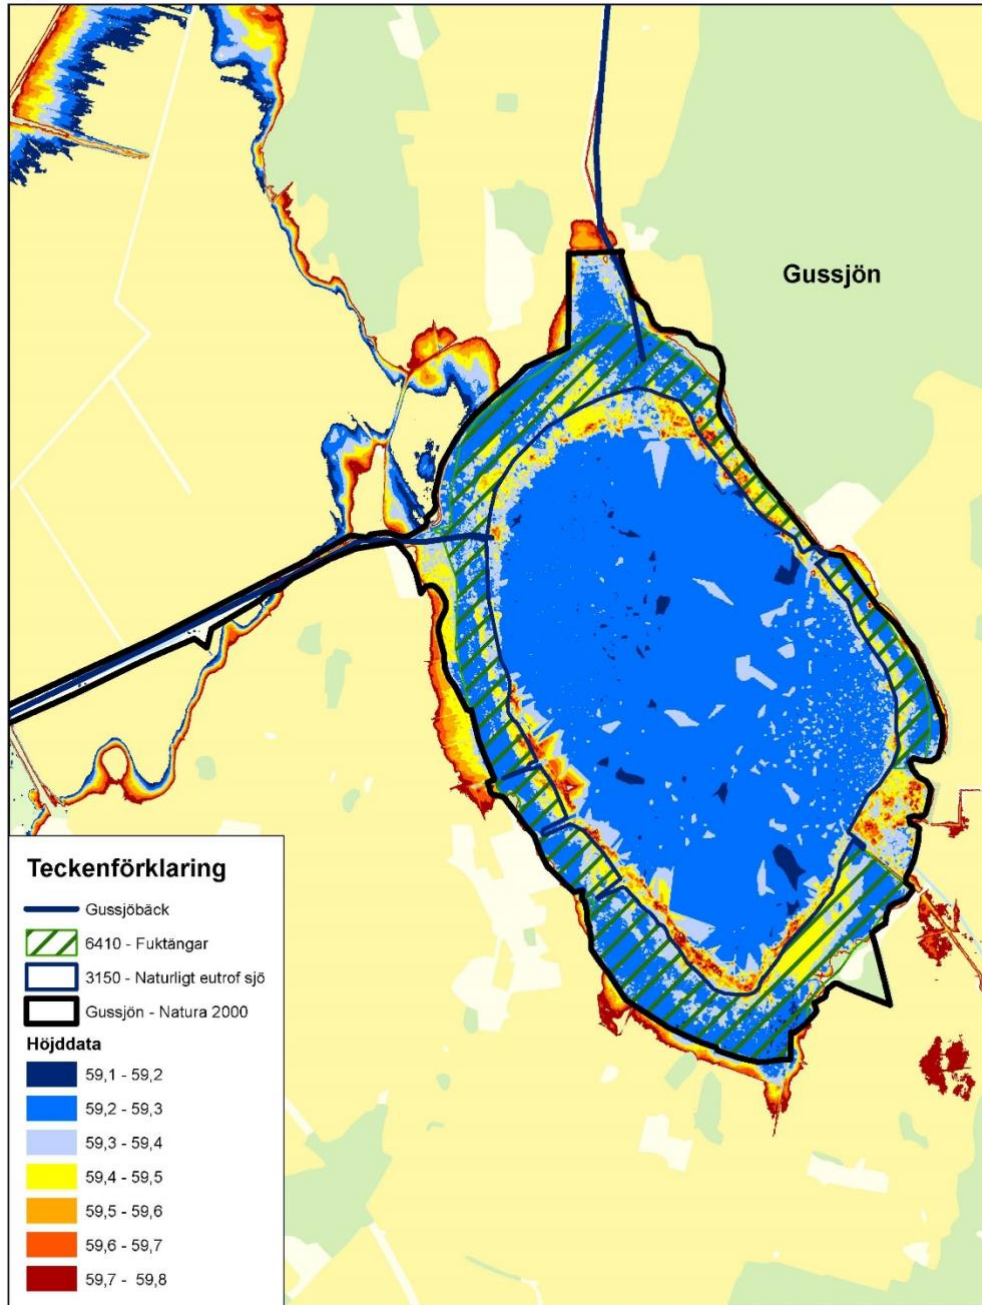 Gussjön
Teckenförklaring
Gussjöbäck
6410 - Fuktängar
3150 - Naturligt eutrof sjö
Gussjön - Natura 2000
Höjddata
59,1 - 59,2
59,2 - 59,3
59,3 - 59,4
59,4 - 59,5
59,5 - 59,6
59,6 - 59,7
59,7 - 59,8